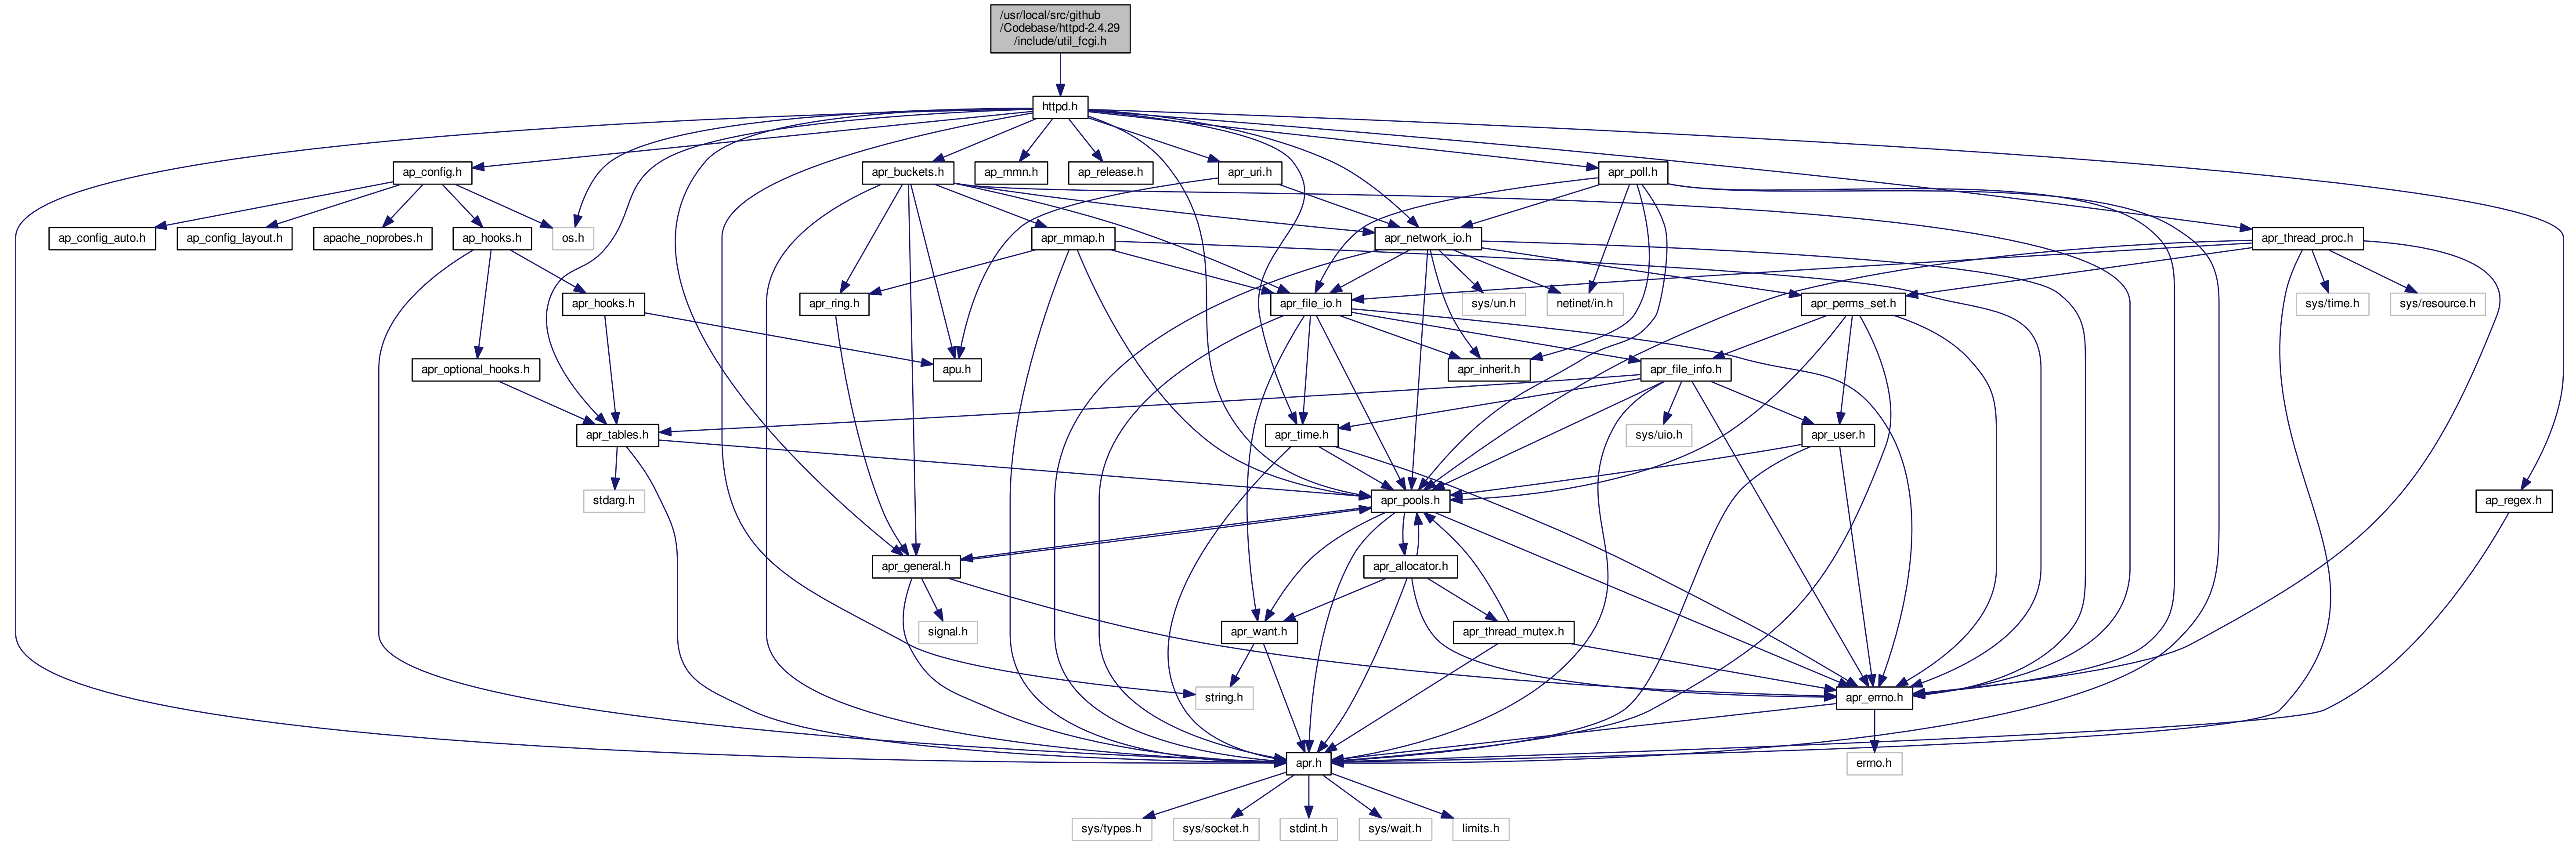 /usr/local/src/github
/Codebase/httpd-2.4.29
/include/util_fcgi.h
httpd.h
ap_config.h
apr_buckets.h
ap_mmn.h
ap_release.h
apr_uri.h
apr_poll.h
ap_config_auto.h
ap_config_layout.h
apache_noprobes.h
ap_hooks.h
os.h
apr_mmap.h
apr_network_io.h
apr_thread_proc.h
apr_hooks.h
apr_ring.h
apr_file_io.h
sys/un.h
netinet/in.h
apr_perms_set.h
sys/time.h
sys/resource.h
apr_optional_hooks.h
apu.h
apr_inherit.h
apr_file_info.h
apr_tables.h
apr_time.h
sys/uio.h
apr_user.h
stdarg.h
apr_pools.h
ap_regex.h
apr_general.h
apr_allocator.h
signal.h
apr_want.h
apr_thread_mutex.h
string.h
apr_errno.h
apr.h
errno.h
sys/types.h
sys/socket.h
stdint.h
sys/wait.h
limits.h